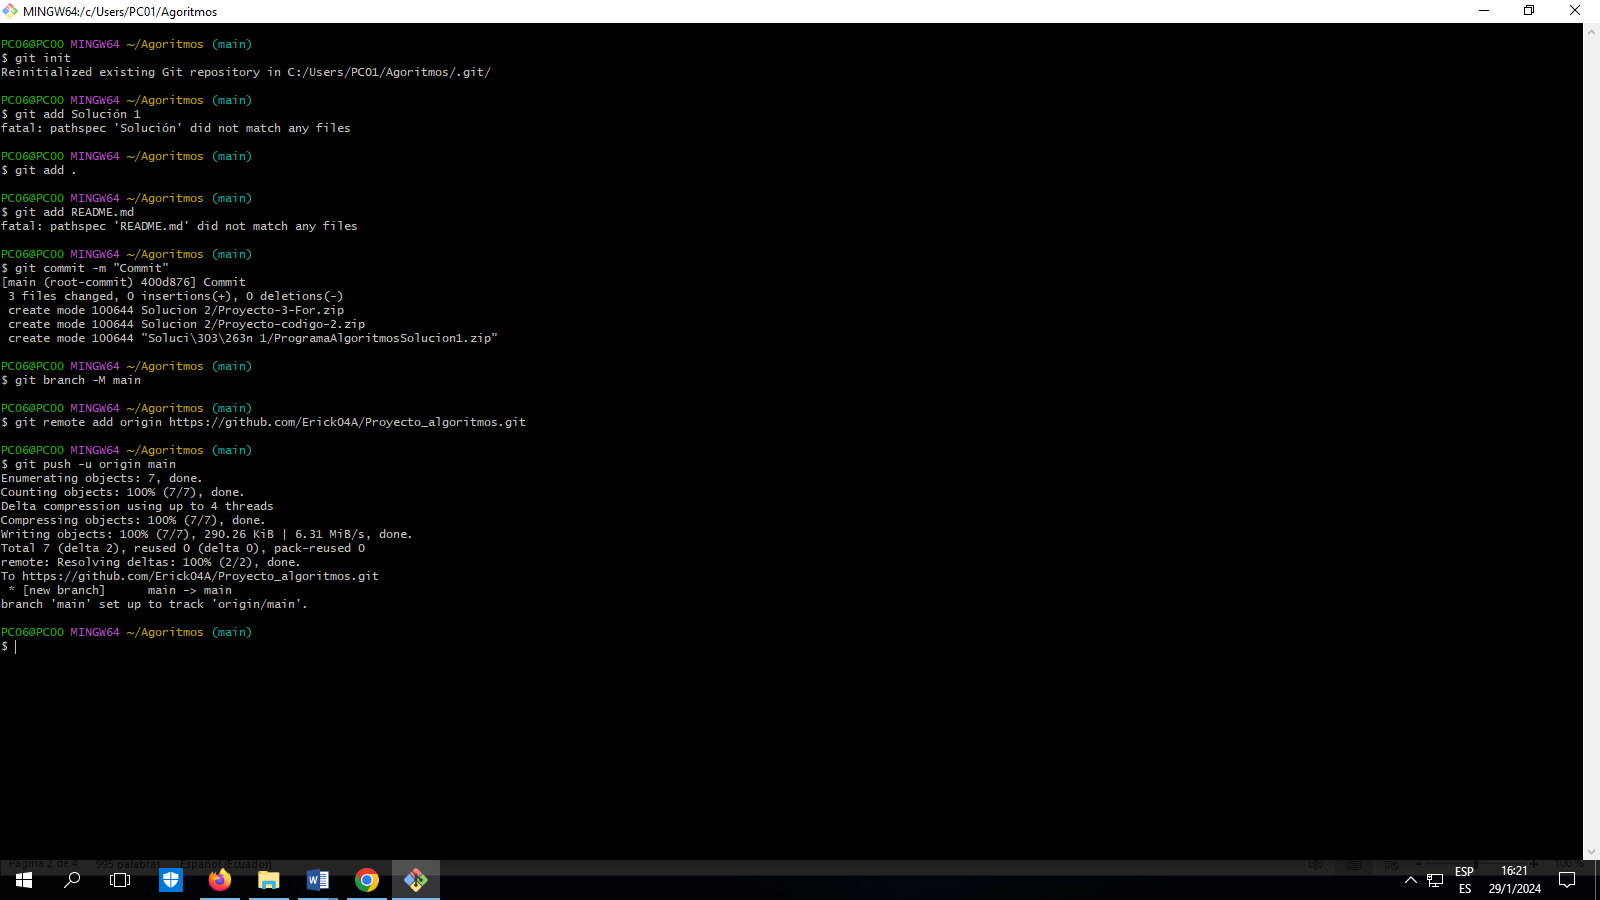 MINGW64:/c/Users/PC01/Agoritmos
PC06@PC00 MINGW64 ~/Agoritmos (main)
$ git init
Reinitialized existing Git repository in C:/Users/PC01/Agoritmos/.git/
PC06@PC00 MINGW64 ~/Agoritmos (main)
$ git add Solución 1
fatal: pathspec 'Solución' did not match any files
PC06@PC00 MINGW64 ~/Agoritmos (main)
$ git add .
PC06@PC00 MINGW64 ~/Agoritmos (main)
$ git add README.md
fatal: pathspec 'README.md' did not match any files
PC06@PC00 MINGW64 ~/Agoritmos (main)
$ git commit -m "Commit"
[main (root-commit) 400d876] Commit
3 files changed, 0 insertions(+), 0 deletions(-)
create mode 100644 Solucion 2/Proyecto-3-For.zip
create mode 100644 Solucion 2/Proyecto-codigo-2.zip
create mode 100644 "Soluci\303\263n 1/ProgramaAlgoritmosSolucion1.zip"
PC06@PC00 MINGW64 ~/Agoritmos (main)
$ git branch -M main
PC06@PC00 MINGW64 ~/Agoritmos (main)
$ git remote add origin https://github.com/Erick04A/Proyecto_algoritmos.git
PC06@PC00 MINGW64 ~/Agoritmos (main)
$ git push -u origin main
Enumerating objects: 7, done.
Counting objects: 100% (7/7), done.
Delta compression using up to 4 threads
Compressing objects: 100% (7/7), done.
Writing objects: 100% (7/7), 290.26 KiB | 6.31 MiB/s, done.
Total 7 (delta 2), reused 0 (delta 0), pack-reused 0
remote: Resolving deltas: 100% (2/2), done.
To https://github.com/Erick04A/Proyecto_algoritmos.git
* [new branch]      main -> main
branch 'main' set up to track 'origin/main'.
PC06@PC00 MINGW64 ~/Agoritmos (main)
$
Página 2 de 4 995 palabras Español (Ecuador) 100 %
ESP 16:21
ES 29/1/2024